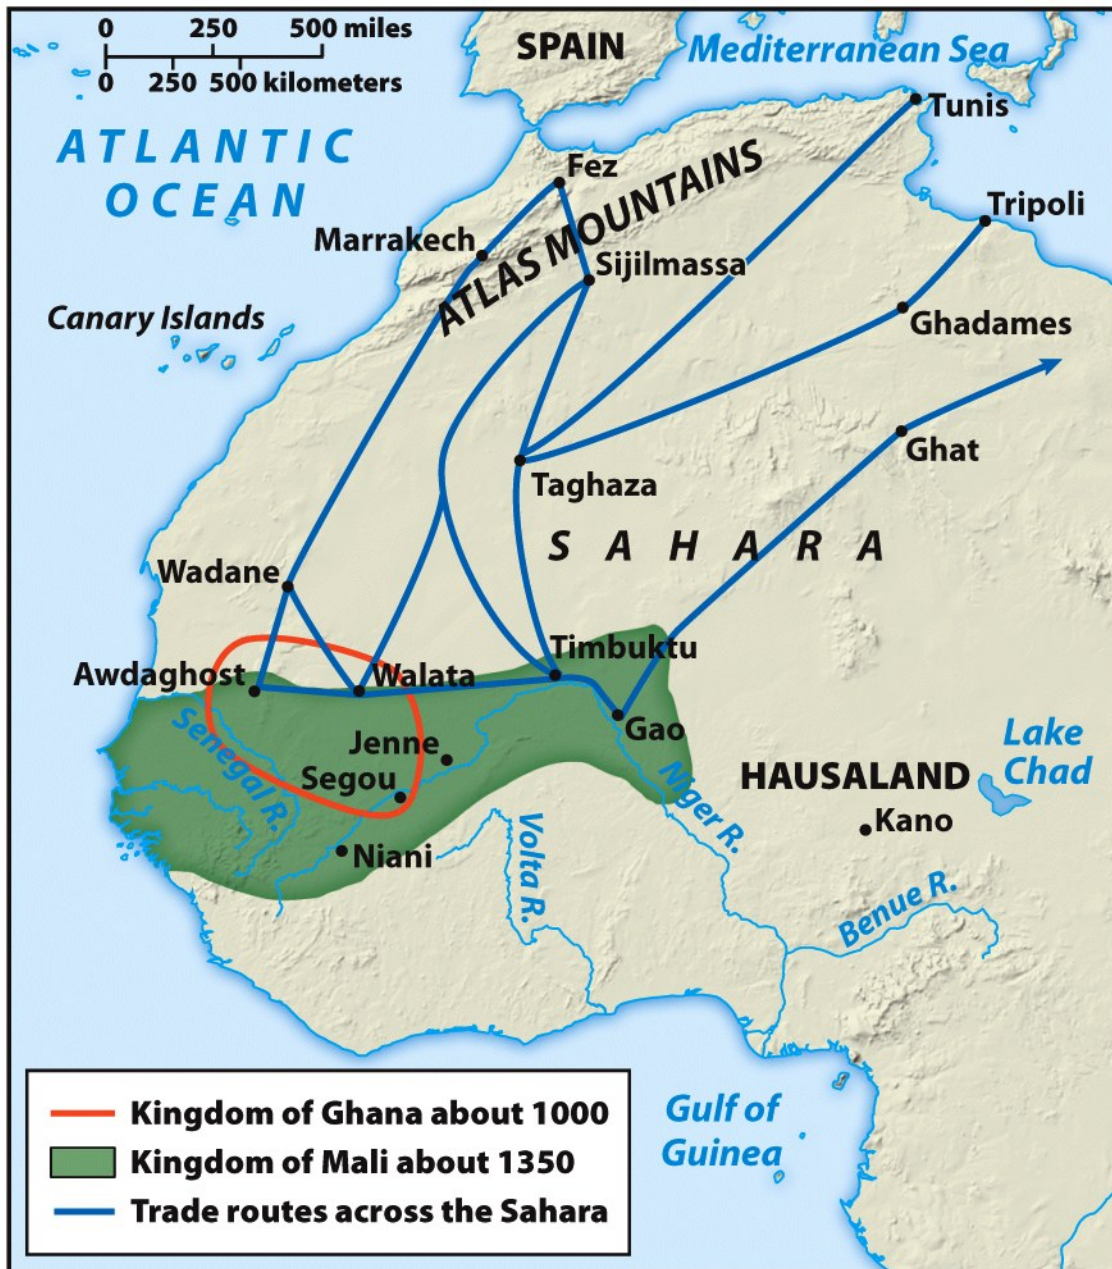 0 250 500 miles
0 250 500 kilometers
SPAIN
Mediterranean Sea
Tunis
ATLANTIC
OCEAN
Fez
ATLAS MOUNTAINS
Tripoli
Marrakech
Sijilmassa
Canary Islands
Ghadames
Ghat
Taghaza
SAHARA
Wadane
Timbuktu
Awdaghost
Walata
Senegal R.
Gao
Jenne
Segou
Niger R.
HAUSALAND
Lake
Chad
Kano
Niani
Volta R.
Benue R.
Gulf of
Guinea
Kingdom of Ghana about 1000
Kingdom of Mali about 1350
Trade routes across the Sahara